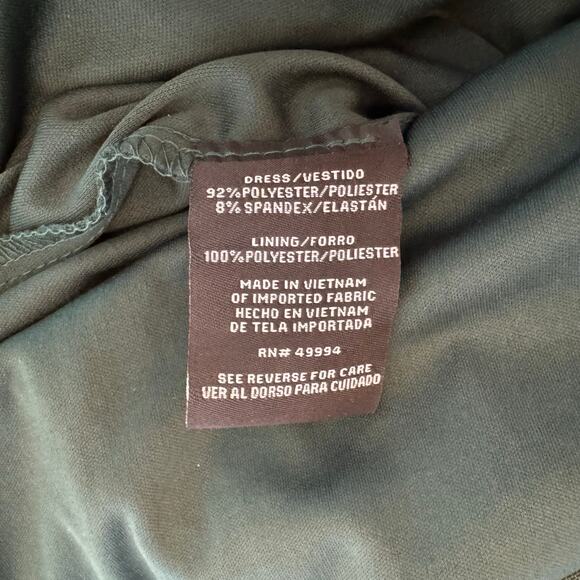 DRESS/VESTIDO
92%POLYESTER/POLIESTER
8% SPANDEX/ELASTÁN
LINING/FORRO
100%POLYESTER/POLIESTER
MADE IN VIETNAM
OF IMPORTED FABRIC
HECHO EN VIETNAM
DE TELA IMPORTADA
RN# 49994
SEE REVERSE FOR CARE
VER AL DORSO PARA CUIDADO